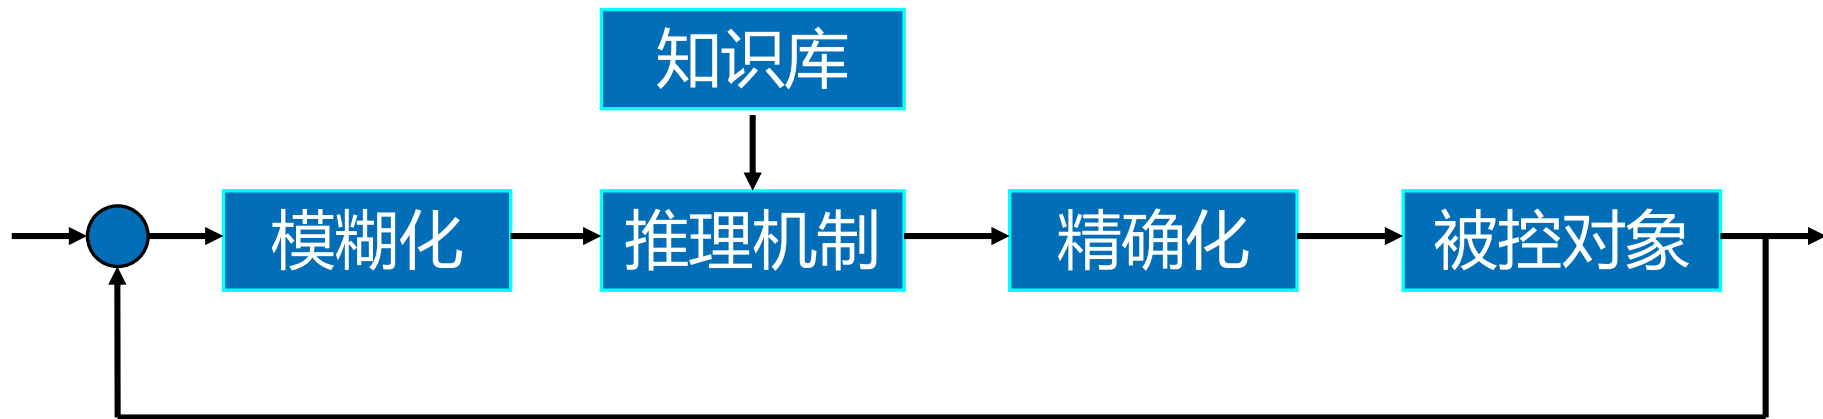 知识库
模糊化
推理机制
精确化
被控对象